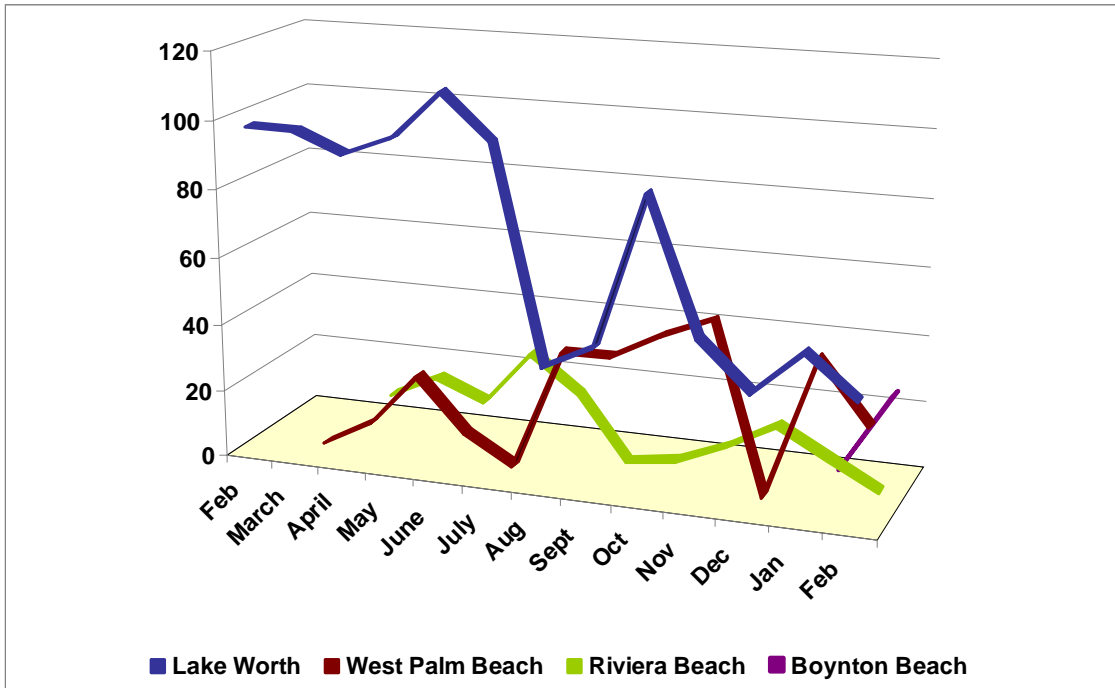 120
100
80
60
40
20
0
Feb
March
April
May
June
July
Aug
Sept
Oct
Nov
Dec
Jan
Feb
Lake Worth West Palm Beach Riviera Beach Boynton Beach